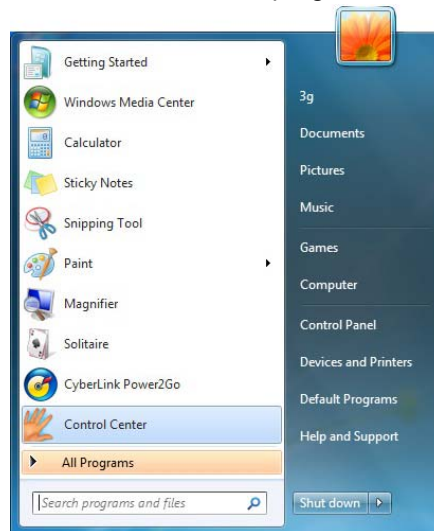 Getting Started
Windows Media Center
Calculator
Sticky Notes
Snipping Tool
Paint
Magnifier
Solitaire
CyberLink Power2Go
Control Center
All Programs
Search programs and files
3g
Documents
Pictures
Music
Games
Computer
Control Panel
Devices and Printers
Default Programs
Help and Support
Shut down